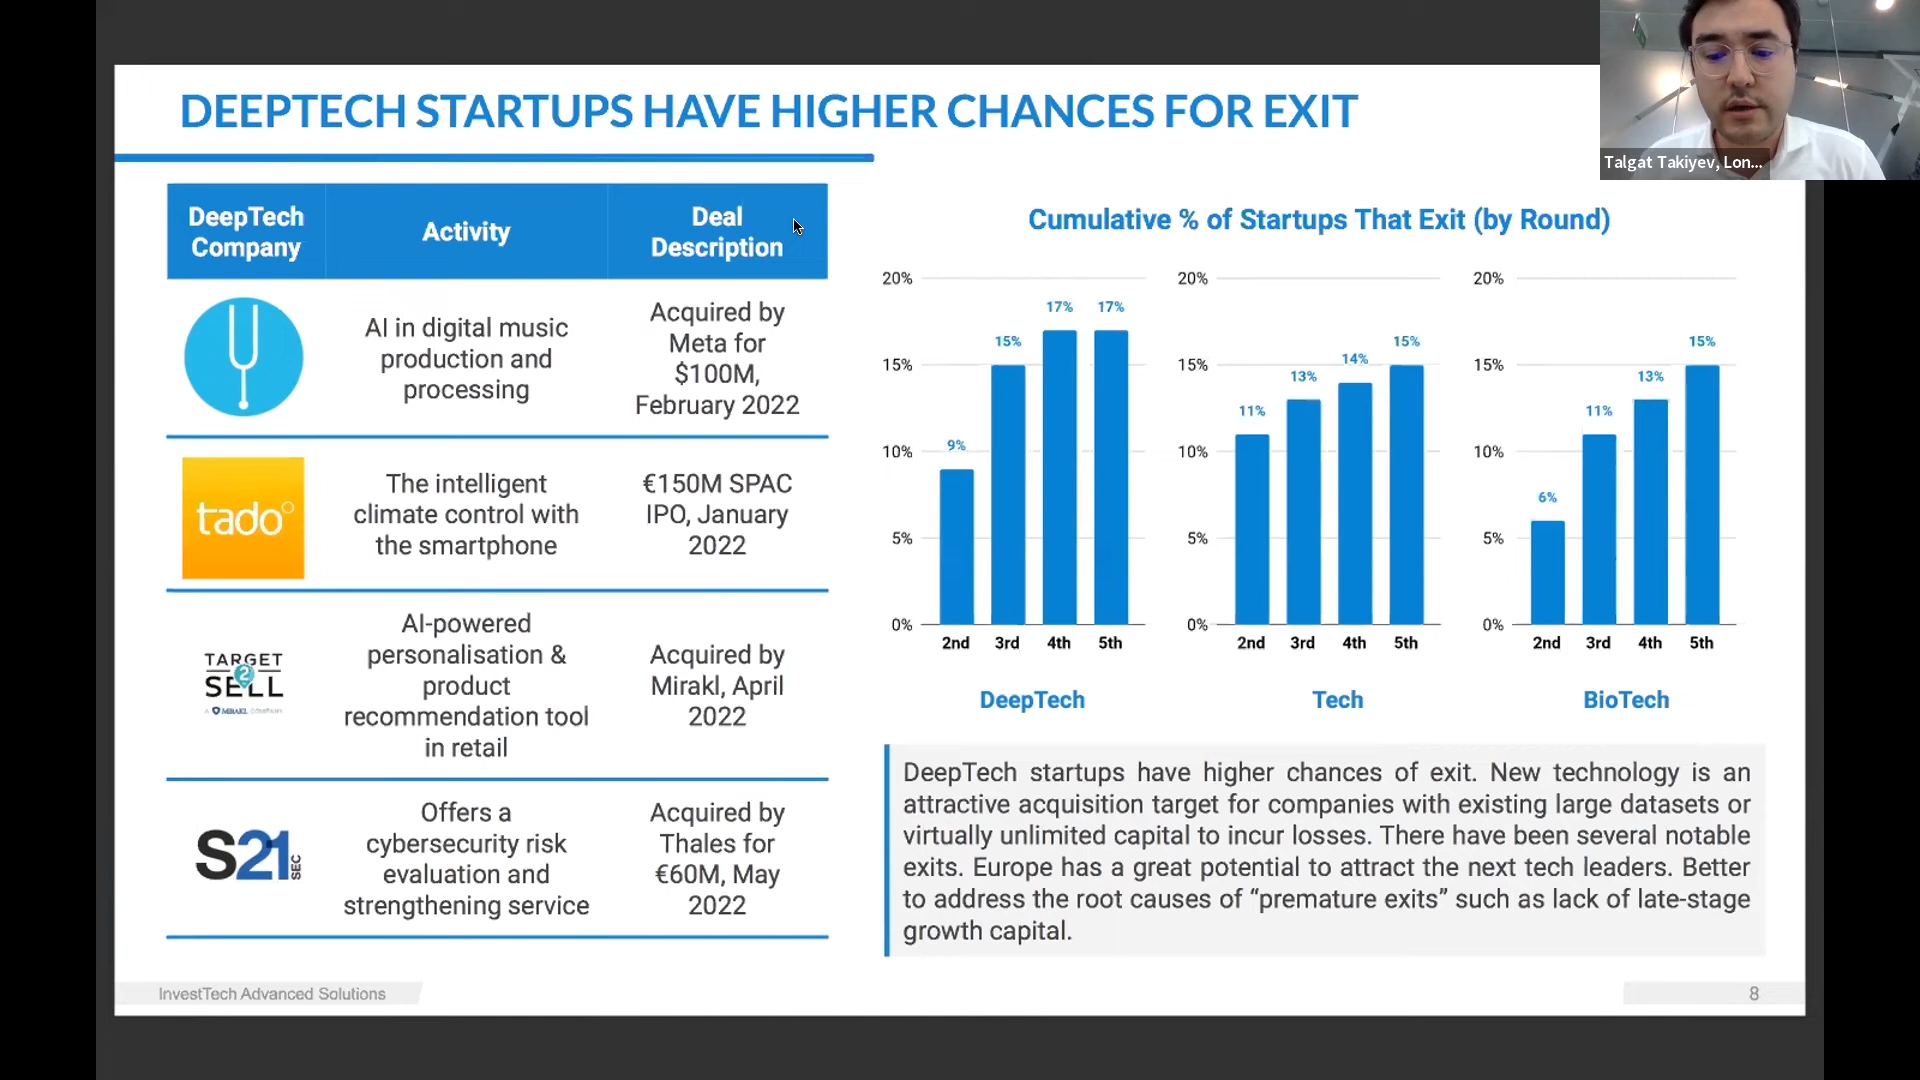 DEEPTECH STARTUPS HAVE HIGHER CHANCES FOR EXIT
Talgat Takiyev, Lon...
DeepTech
Company
Activity
Deal
Description
AI in digital music
production and
processing
Acquired by
Meta for
$100M,
February 2022
tado°
The intelligent
climate control with
the smartphone
€150M SPAC
IPO, January
2022
TARGET
2
SELL
A MIRAKL COMPANY
AI-powered
personalisation &
product
recommendation tool
in retail
Acquired by
Mirakl, April
2022
S21
SEC
Offers a
cybersecurity risk
evaluation and
strengthening service
Acquired by
Thales for
€60M, May
2022
Cumulative % of Startups That Exit (by Round)
20%
15%
10%
5%
0%
9%
15%
17%
17%
2nd
3rd
4th
5th
DeepTech
20%
15%
10%
5%
0%
11%
13%
14%
15%
2nd
3rd
4th
5th
Tech
20%
15%
10%
5%
0%
6%
11%
13%
15%
2nd
3rd
4th
5th
BioTech
DeepTech startups have higher chances of exit. New technology is an
attractive acquisition target for companies with existing large datasets or
virtually unlimited capital to incur losses. There have been several notable
exits. Europe has a great potential to attract the next tech leaders. Better
to address the root causes of “premature exits” such as lack of late-stage
growth capital.
InvestTech Advanced Solutions
8